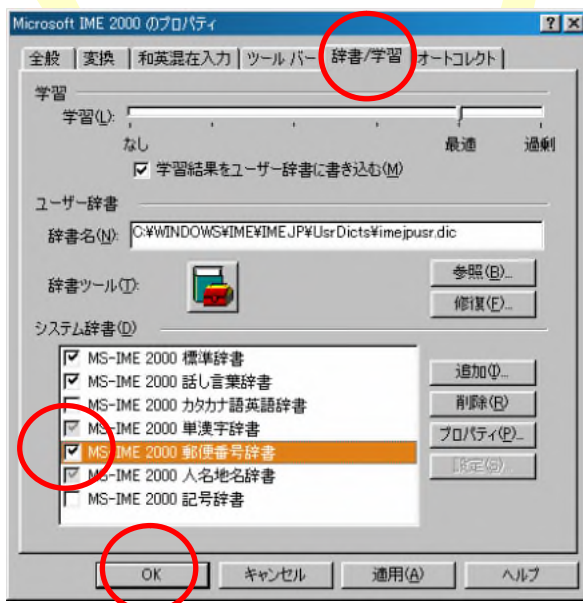 Microsoft IME 2000 のプロパティ
全般 変換 和英混在入力 ツール バー 辞書/学習 オートコレクト
学習
学習(L):
なし 最適 過剰
学習結果をユーザー辞書に書き込む(M)
ユーザー辞書
辞書名(N): C:¥WINDOWS¥IME¥IMEJP¥UsrDicts¥imejpusr.dic
辞書ツール(T): 参照(B)...
修復(F)...
システム辞書(D)
MS-IME 2000 標準辞書
MS-IME 2000 話し言葉辞書 追加(I)...
MS-IME 2000 カタカナ語英語辞書 削除(R)
MS-IME 2000 単漢字辞書 プロパティ(P)...
MS-IME 2000 郵便番号辞書 設定(S)...
MS-IME 2000 人名地名辞書
MS-IME 2000 記号辞書
OK キャンセル 適用(A) ヘルプ